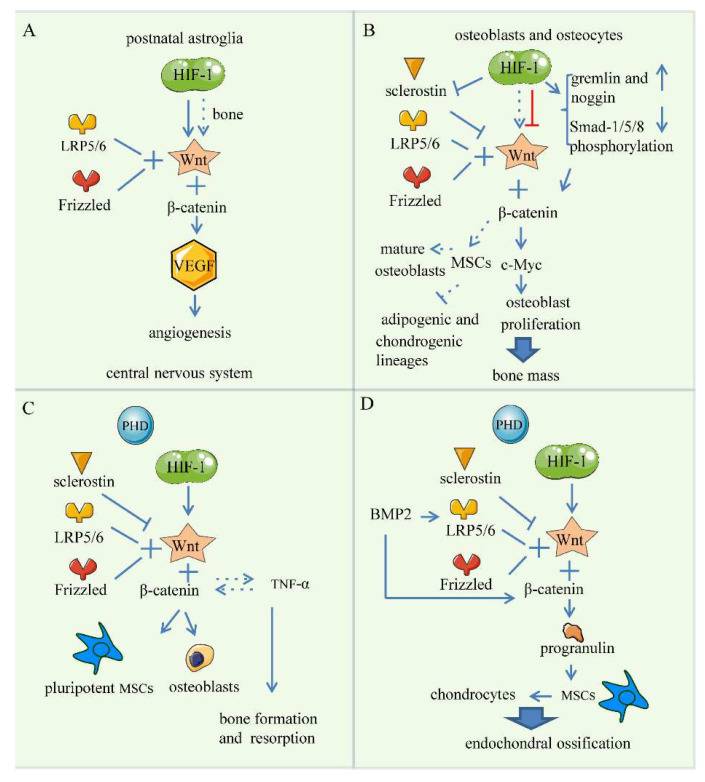 A
postnatal astroglia
HIF-1
bone
LRP5/6
Wnt
Frizzled
β-catenin
VEGF
angiogenesis
central nervous system
B
osteoblasts and osteocytes
HIF-1
sclerostin
gremlin and
noggin
LRP5/6
Smad-1/5/8
phosphorylation
Wnt
Frizzled
β-catenin
mature
osteoblasts
MSCs
c-Myc
adipogenic and
chondrogenic
lineages
osteoblast
proliferation
bone mass
C
PHD
HIF-1
sclerostin
LRP5/6
Wnt
Frizzled
β-catenin
TNF-α
pluripotent MSCs
osteoblasts
bone formation
and resorption
D
PHD
HIF-1
sclerostin
BMP2
LRP5/6
Wnt
Frizzled
β-catenin
progranulin
chondrocytes
MSCs
endochondral ossification